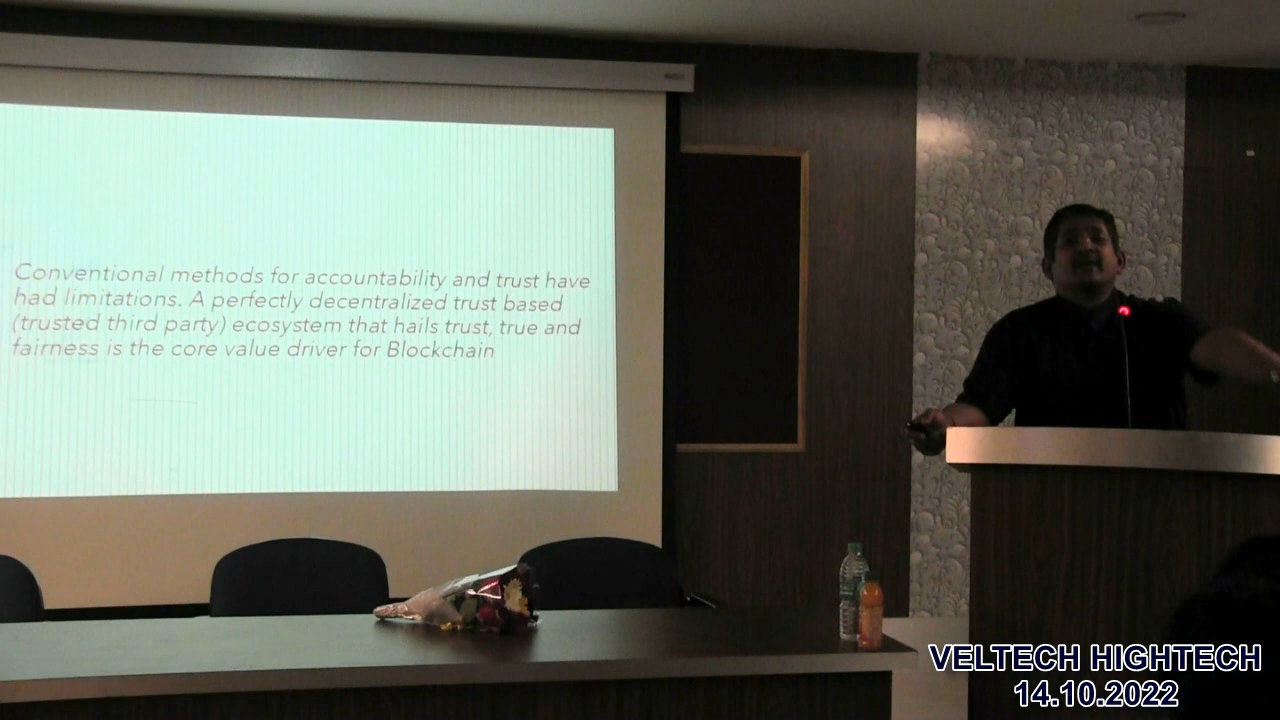 Conventional methods for accountability and trust have
had limitations. A perfectly decentralized trust based
(trusted third party) ecosystem that hails trust, true and
fairness is the core value driver for Blockchain
VELTECH HIGHTECH
14.10.2022